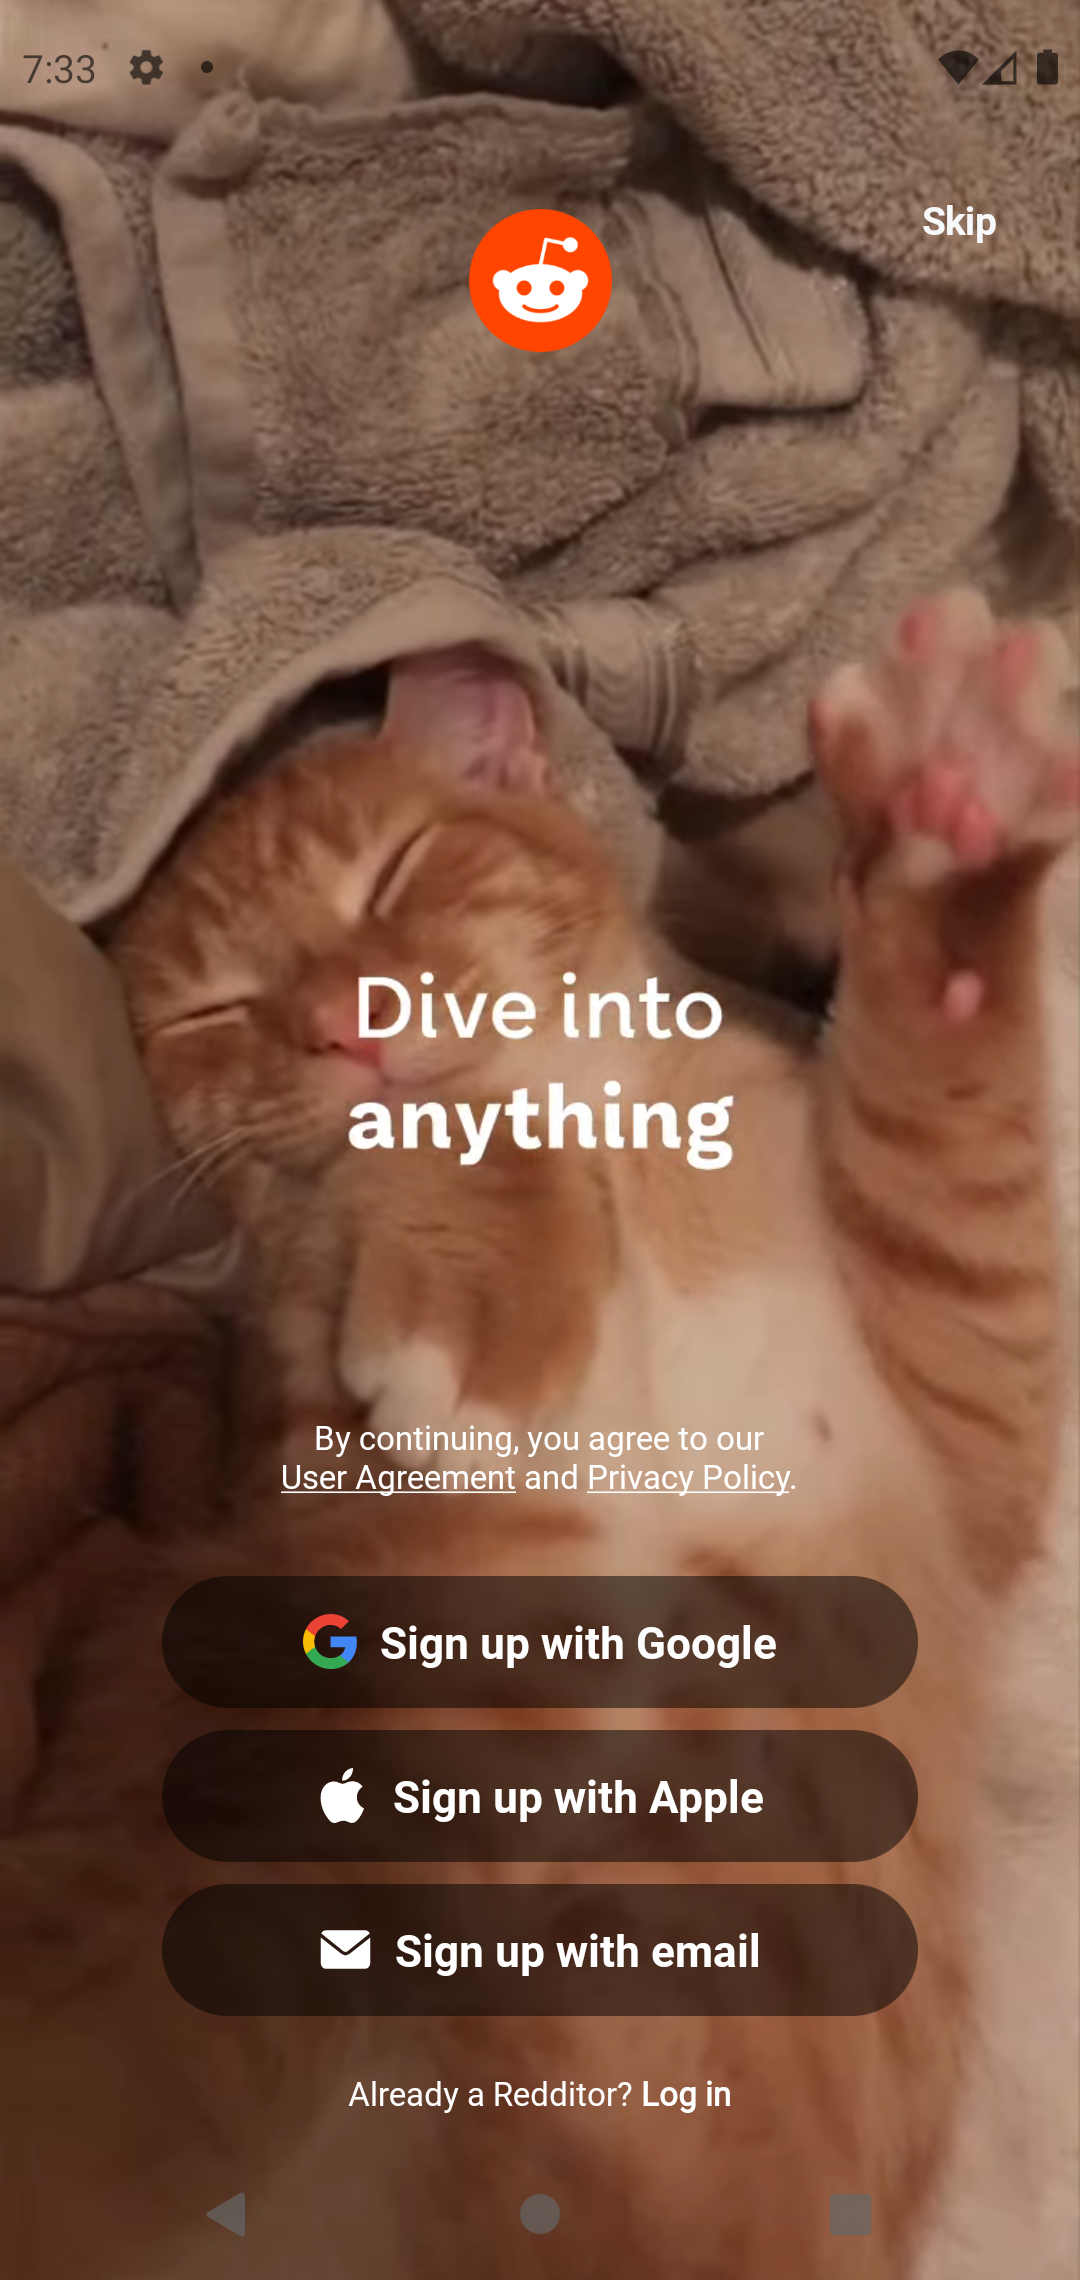 7:33
Skip
Dive into
anything
By continuing, you agree to our
User Agreement and Privacy Policy.
Sign up with Google
Sign up with Apple
Sign up with email
Already a Redditor? Log in